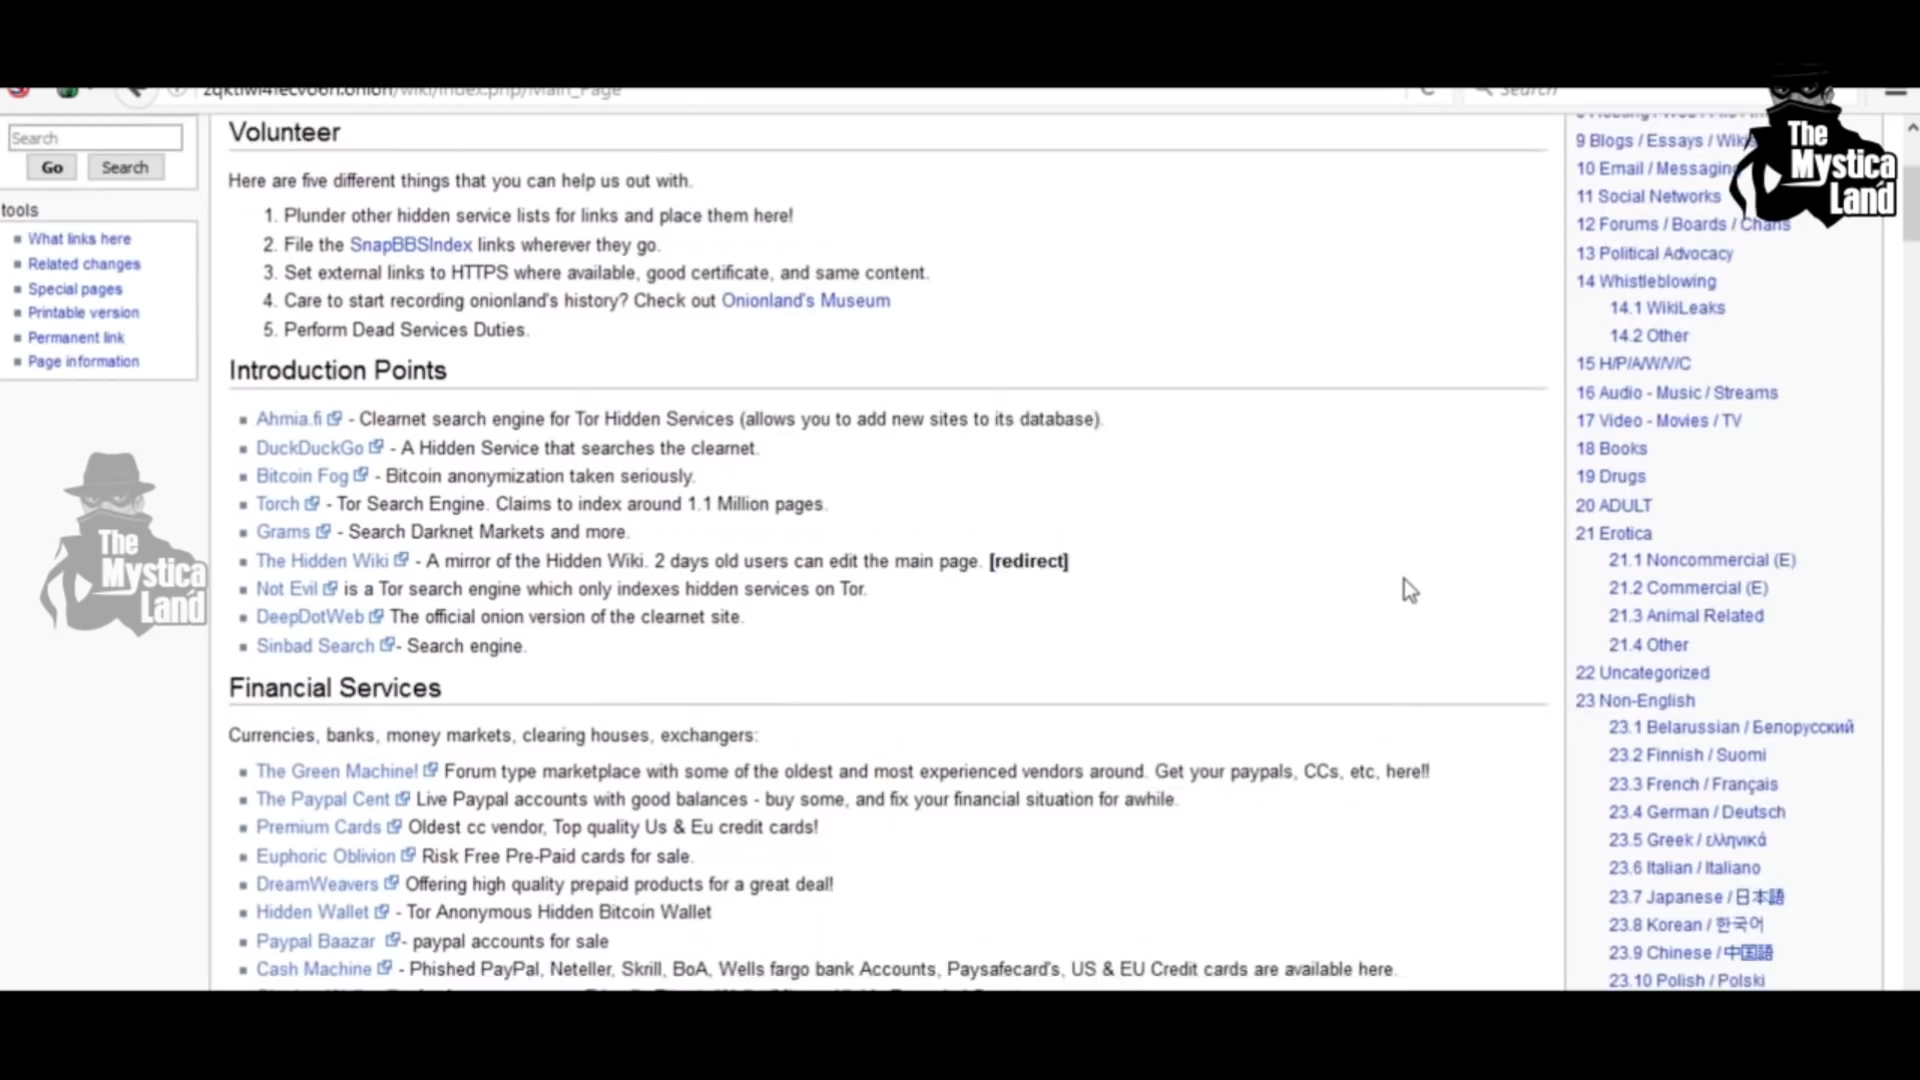 Search
The
Mystica
Land
Search
Go
Search
tools
What links here
Related changes
Special pages
Printable version
Permanent link
Page information
The
Mystica
Land
Volunteer
Here are five different things that you can help us out with.
1. Plunder other hidden service lists for links and place them here!
2. File the SnapBBSIndex links wherever they go.
3. Set external links to HTTPS where available, good certificate, and same content.
4. Care to start recording onionland's history? Check out Onionland's Museum
5. Perform Dead Services Duties.
Introduction Points
Ahmia.fi - Clearnet search engine for Tor Hidden Services (allows you to add new sites to its database).
DuckDuckGo - A Hidden Service that searches the clearnet.
Bitcoin Fog - Bitcoin anonymization taken seriously.
Torch - Tor Search Engine. Claims to index around 1.1 Million pages.
Grams - Search Darknet Markets and more.
The Hidden Wiki - A mirror of the Hidden Wiki. 2 days old users can edit the main page. [redirect]
Not Evil is a Tor search engine which only indexes hidden services on Tor.
DeepDotWeb The official onion version of the clearnet site.
Sinbad Search - Search engine.
Financial Services
Currencies, banks, money markets, clearing houses, exchangers:
The Green Machine! Forum type marketplace with some of the oldest and most experienced vendors around. Get your paypals, CCs, etc, here!!
The Paypal Cent Live Paypal accounts with good balances - buy some, and fix your financial situation for awhile.
Premium Cards Oldest cc vendor, Top quality Us & Eu credit cards!
Euphoric Oblivion Risk Free Pre-Paid cards for sale.
DreamWeavers Offering high quality prepaid products for a great deal!
Hidden Wallet - Tor Anonymous Hidden Bitcoin Wallet
Paypal Baazar - paypal accounts for sale
Cash Machine - Phished PayPal, Neteller, Skrill, BoA, Wells fargo bank Accounts, Paysafecard's, US & EU Credit cards are available here.
9 Blogs / Essays /
10 Email / Messaging
11 Social Networks
12 Forums / Boards / Chans
13 Political Advocacy
14 Whistleblowing
14.1 WikiLeaks
14.2 Other
15 H/P/A/W/V/C
16 Audio - Music / Streams
17 Video - Movies / TV
18 Books
19 Drugs
20 ADULT
21 Erotica
21.1 Noncommercial (E)
21.2 Commercial (E)
21.3 Animal Related
21.4 Other
22 Uncategorized
23 Non-English
23.1 Belarussian / Белорусский
23.2 Finnish / Suomi
23.3 French / Français
23.4 German / Deutsch
23.5 Greek / ελληνικά
23.6 Italian / Italiano
23.7 Japanese / 日本語
23.8 Korean / 한국어
23.9 Chinese / 中国語
23.10 Polish / Polski